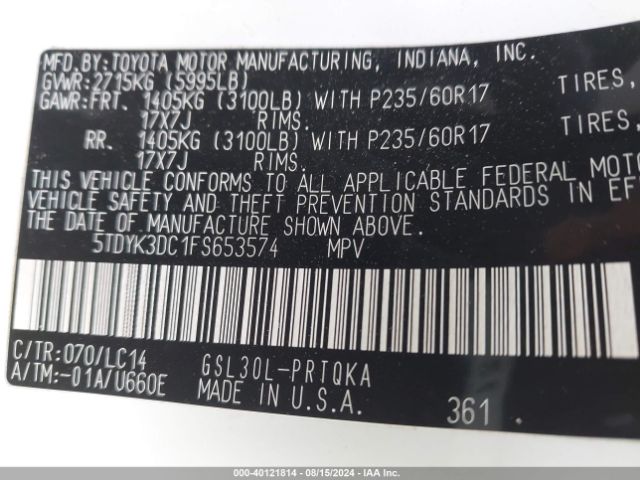 MFD.BY:TOYOTA MOTOR MANUFACTURING, INDIANA, INC.
GVWR:2715KG (5995LB)
GAWR:FRT. 1405KG (3100LB) WITH P235/60R17 TIRES,
17X7J RIMS.
RR. 1405KG (3100LB) WITH P235/60R17 TIRES,
17X7J RIMS.
THIS VEHICLE CONFORMS TO ALL APPLICABLE FEDERAL MOTO
VEHICLE SAFETY AND THEFT PREVENTION STANDARDS IN EF
THE DATE OF MANUFACTURE SHOWN ABOVE.
5TDYK3DC1FS653574 MPV
C/TR:070/LC14 GSL30L-PRTQKA
A/TM:-01A/U660E MADE IN U.S.A. 361 .
000-40121814 - 08/15/2024 - Copyright IAA, Inc.